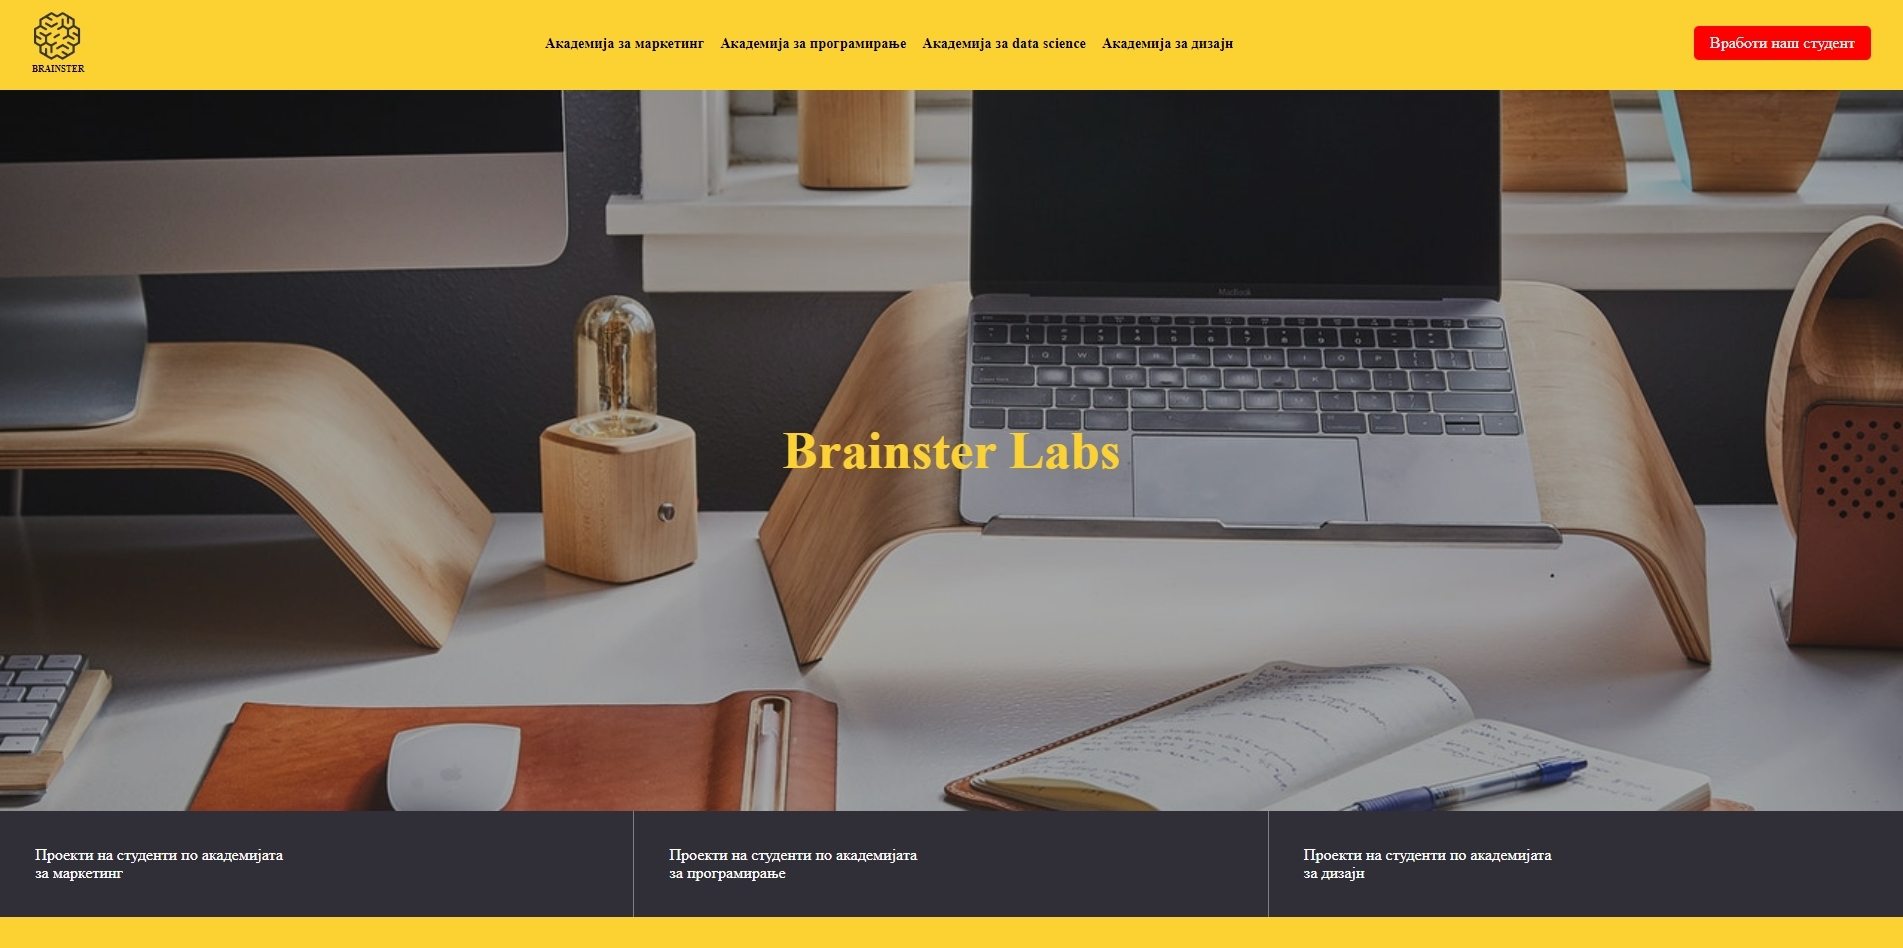 BRAINSTER
Академија за маркетинг Академија за програмирање Академија за data science Академија за дизајн
Вработи наш студент
MacBook
Brainster Labs
Проекти на студенти по академијата
за маркетинг
Проекти на студенти по академијата
за програмирање
Проекти на студенти по академијата
за дизајн